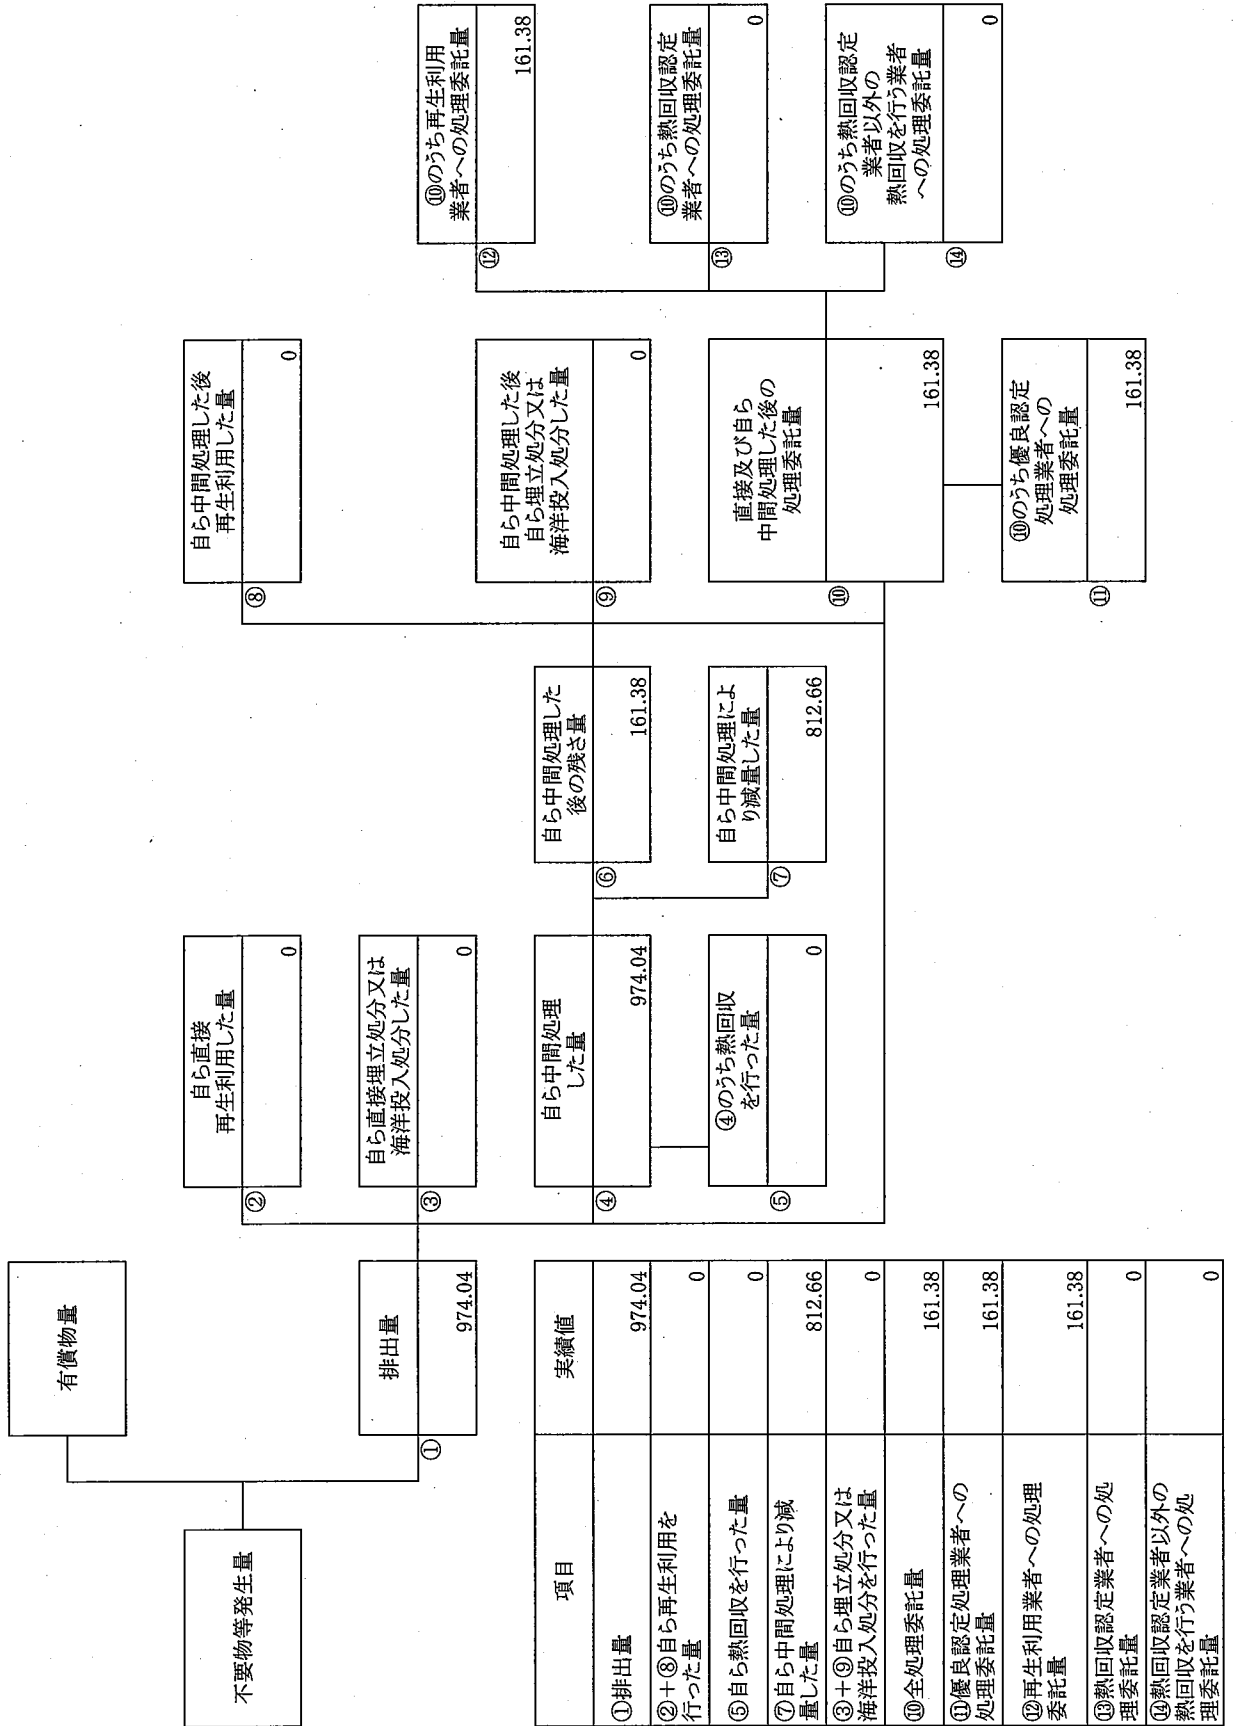 不要物等発生量
有償物量
①
排出量
974.04
②
自ら直接
再生利用した量
0
③
自ら直接埋立処分又は
海洋投入処分した量
0
④
自ら中間処理
した量
974.04
⑤
④のうち熱回収
を行った量
0
⑥
自ら中間処理した
後の残さ量
161.38
⑦
自ら中間処理によ
り減量した量
812.66
⑧
自ら中間処理した後
再生利用した量
0
⑨
自ら中間処理した後
自ら埋立処分又は
海洋投入処分した量
0
⑩
直接及び自ら
中間処理した後の
処理委託量
161.38
⑪
⑩のうち優良認定
処理業者への
処理委託量
161.38
⑫
⑩のうち再生利用
業者への処理委託量
161.38
⑬
⑩のうち熱回収認定
業者への処理委託量
0
⑭
⑩のうち熱回収認定
業者以外の
熱回収を行う業者
への処理委託量
0
項目 実績値
①排出量 974.04
②+⑧自ら再生利用を
行った量 0
⑤自ら熱回収を行った量 0
⑦自ら中間処理により減
量した量 812.66
③+⑨自ら埋立処分又は
海洋投入処分を行った量 0
⑩全処理委託量 161.38
⑪優良認定処理業者への
処理委託量 161.38
⑫再生利用業者への処理
委託量 161.38
⑬熱回収認定業者への処
理委託量 0
⑭熱回収認定業者以外の
熱回収を行う業者への処
理委託量 0